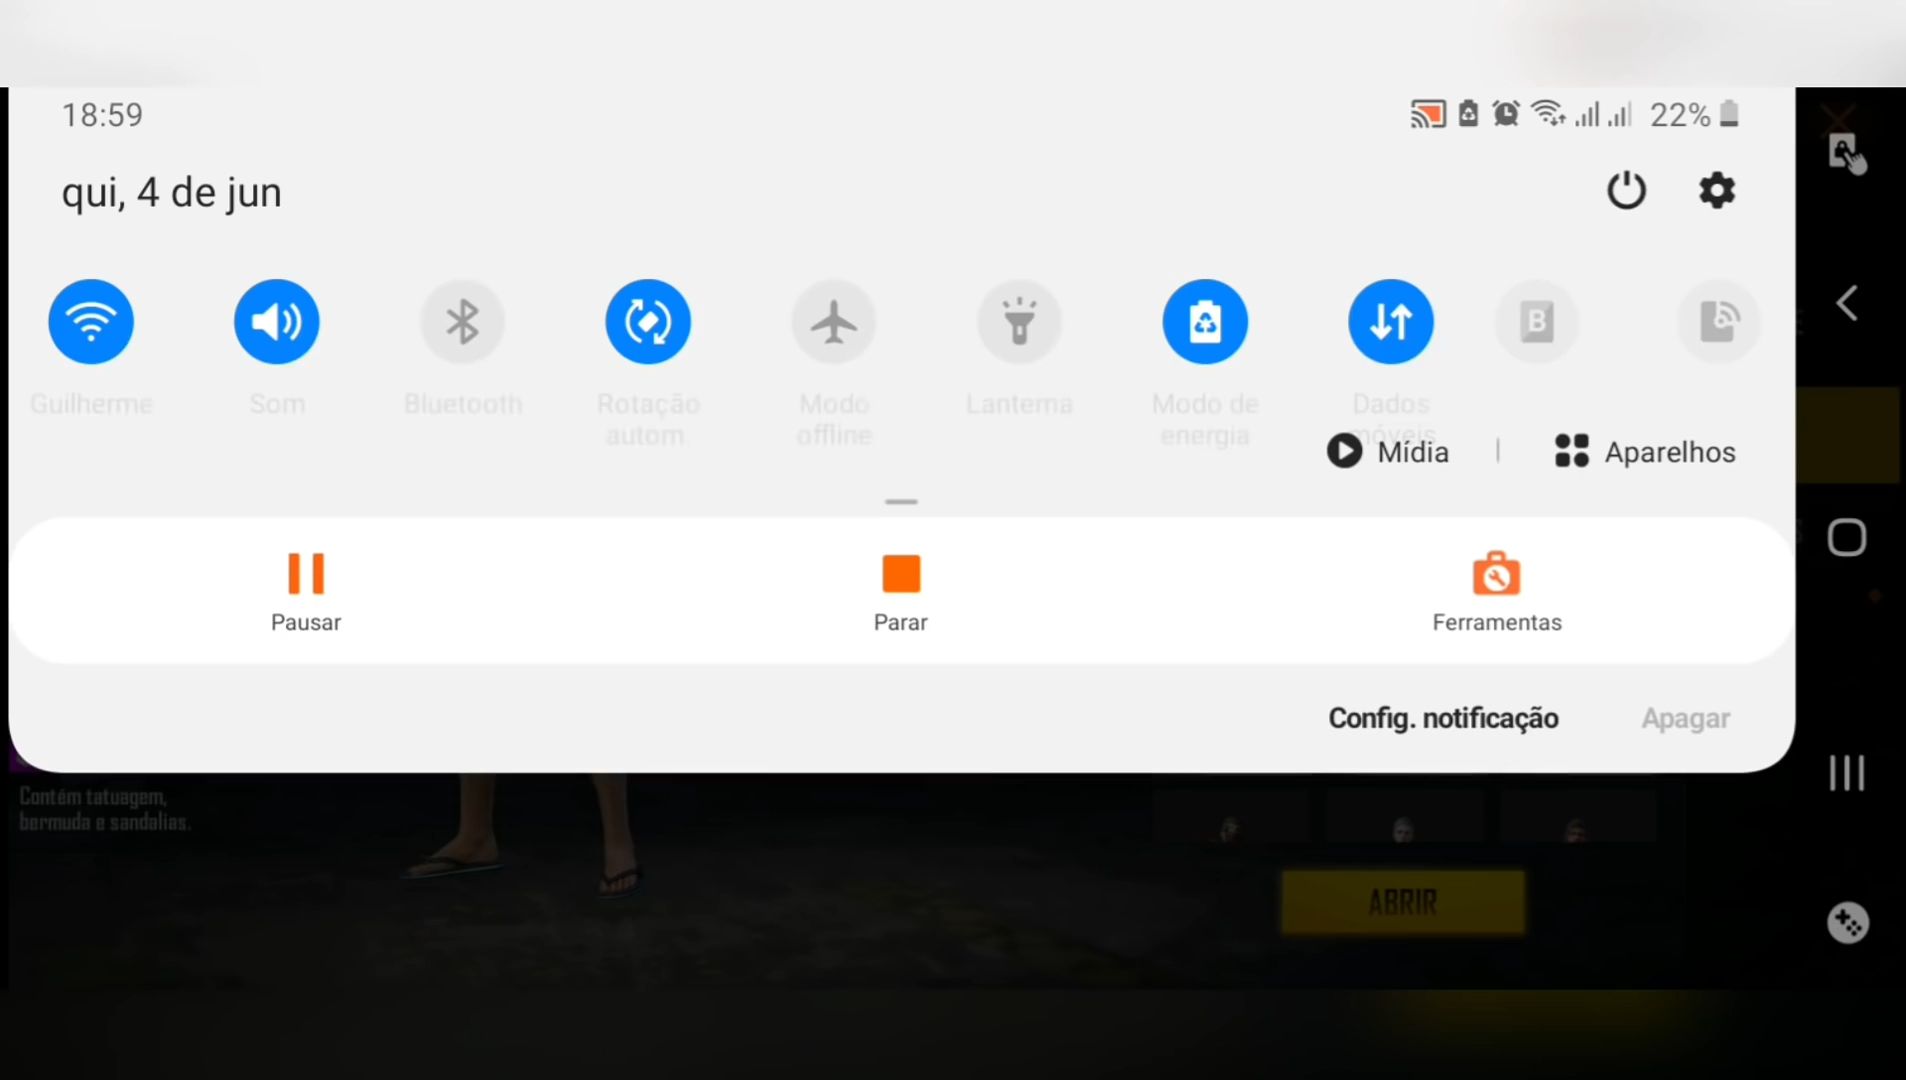 18:59
22%
qui, 4 de jun
Guilherme
Som
Bluetooth
Rotação
autom.
Modo
offline
Lanterna
Modo de
energia
Dados
móveis
B
Mídia
Aparelhos
Pausar
Parar
Ferramentas
Config. notificação
Apagar
Contém tatuagem,
bermuda e sandalias.
ABRIR